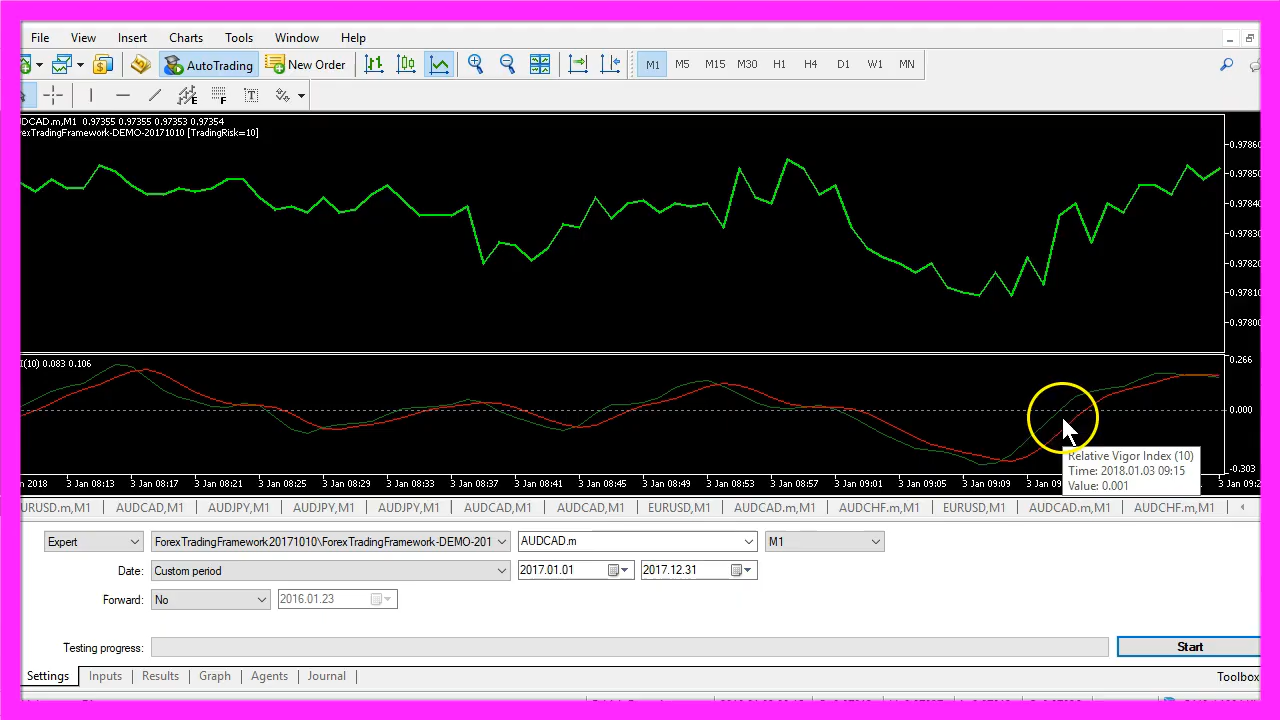 File View Insert Charts Tools Window Help
AutoTrading New Order M1 M5 M15 M30 H1 H4 D1 W1 MN
DCAD.m,M1 0.97355 0.97355 0.97353 0.97354
exTradingFramework-DEMO-20171010 [TradingRisk=10]
0.97860
0.97850
0.97840
0.97830
0.97820
0.97810
0.97800
I(10) 0.083 0.106
0.266
0.000
-0.303
Relative Vigor Index (10)
Time: 2018.01.03 09:15
Value: 0.001
n 2018 3 Jan 08:13 3 Jan 08:17 3 Jan 08:21 3 Jan 08:25 3 Jan 08:29 3 Jan 08:33 3 Jan 08:37 3 Jan 08:41 3 Jan 08:45 3 Jan 08:49 3 Jan 08:53 3 Jan 08:57 3 Jan 09:01 3 Jan 09:05 3 Jan 09:09 3 Jan 09: 3 Jan 09:2
URUSD.m,M1 AUDCAD,M1 AUDJPY,M1 AUDJPY,M1 AUDJPY,M1 AUDCAD,M1 AUDCAD,M1 EURUSD,M1 AUDCAD.m,M1 AUDCHF.m,M1 EURUSD,M1 AUDCAD.m,M1 AUDCHF.m,M1
Expert ForexTradingFramework20171010\ForexTradingFramework-DEMO-201 AUDCAD.m M1
Date: Custom period 2017.01.01 2017.12.31
Forward: No 2016.01.23
Testing progress: Start
Settings Inputs Results Graph Agents Journal Toolbox